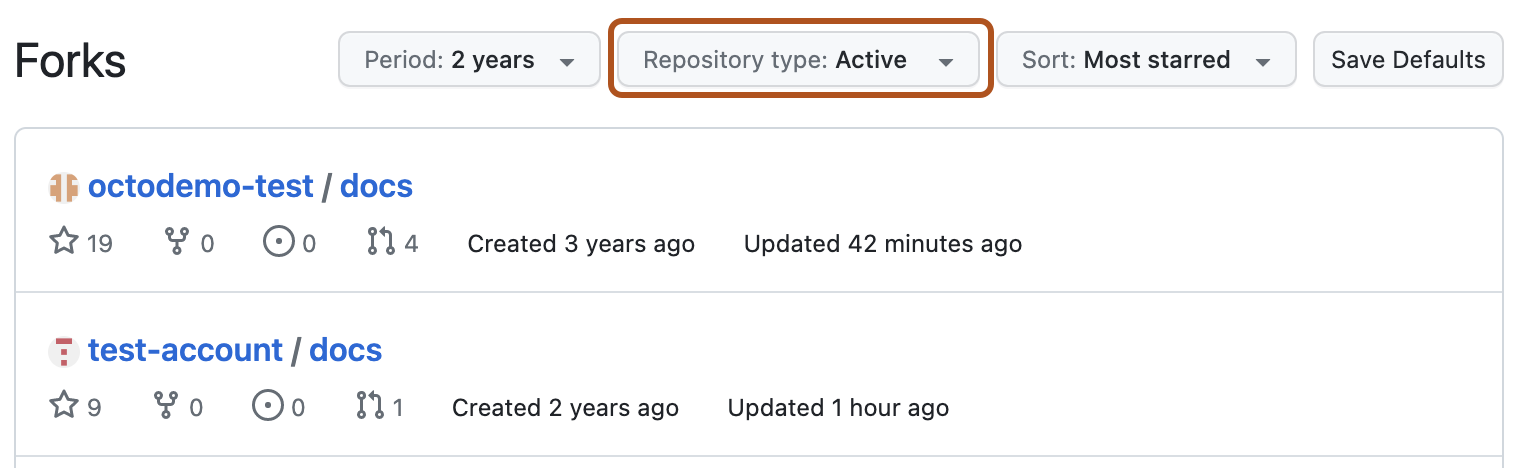 Forks Period: 2 years Repository type: Active Sort: Most starred Save Defaults
octodemo-test / docs
19 0 0 4 Created 3 years ago Updated 42 minutes ago
test-account / docs
9 0 0 1 Created 2 years ago Updated 1 hour ago